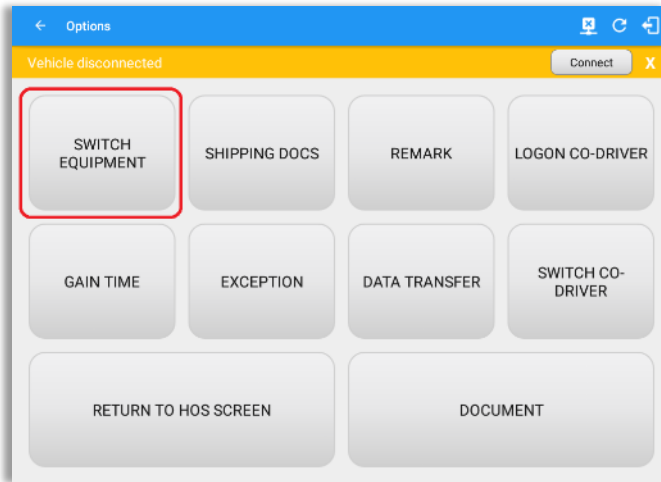 Options
Vehicle disconnected
Connect
X
SWITCH
EQUIPMENT
SHIPPING DOCS
REMARK
LOGON CO-DRIVER
GAIN TIME
EXCEPTION
DATA TRANSFER
SWITCH CO-
DRIVER
RETURN TO HOS SCREEN
DOCUMENT